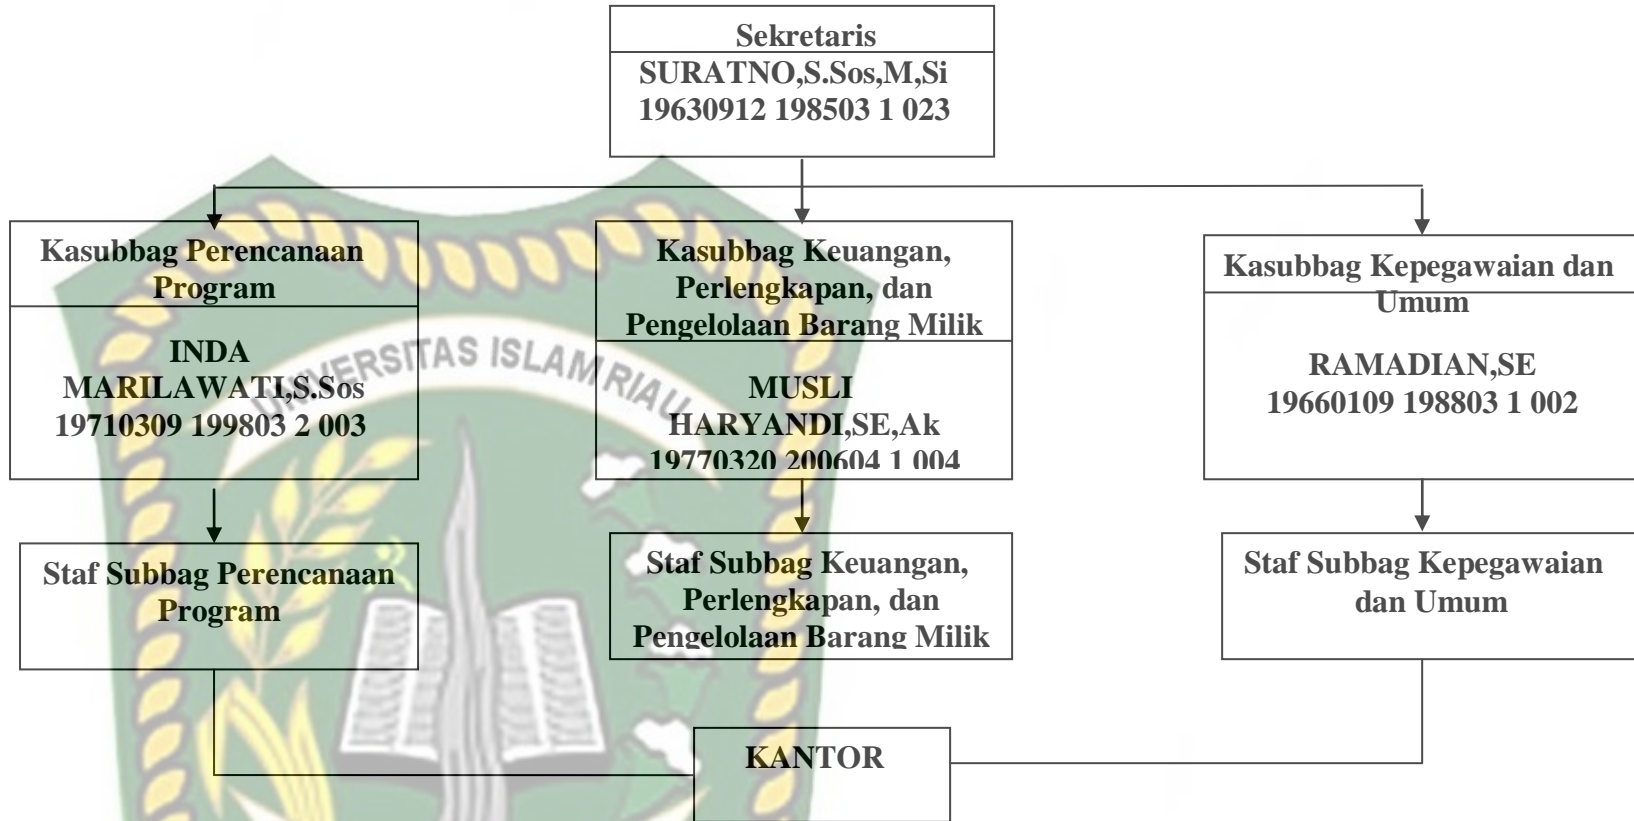 Sekretaris
SURATNO,S.Sos,M,Si
19630912 198503 1 023
Kasubbag Perencanaan
Program
INDA
MARILAWATI,S.Sos
19710309 199803 2 003
Kasubbag Keuangan,
Perlengkapan, dan
Pengelolaan Barang Milik
MUSLI
HARYANDI,SE,Ak
19770320 200604 1 004
Kasubbag Kepegawaian dan
Umum
RAMADIAN,SE
19660109 198803 1 002
UNIVERSITAS ISLAM RIAU
Staf Subbag Perencanaan
Program
Staf Subbag Keuangan,
Perlengkapan, dan
Pengelolaan Barang Milik
Staf Subbag Kepegawaian
dan Umum
KANTOR